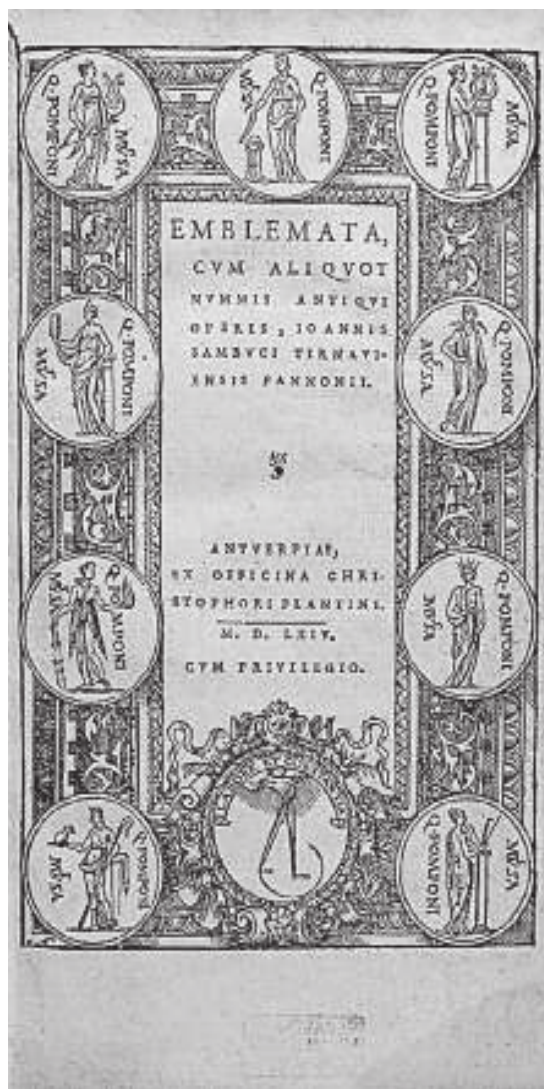 Q. POMPONI MVSA
Q. POMPONI MVSA
Q. POMPONI MVSA
EMBLEMATA,
CVM ALIQVOT
NVMMIS ANTIQVI
OPERIS, IOANNIS
SAMBVCI TIRNAVI-
ENSIS PANNONII.
Q. POMPONI MVSA
Q. POMPONI MVSA
ANTVERPIAE,
EX OFFICINA CHRI-
STOPHORI PLANTINI.
M. D. LXIV.
CVM PRIVILEGIO.
Q. POMPONI
Q. POMPONI MVSA
Q. POMPONI MVSA
Q. POMPONI MVSA